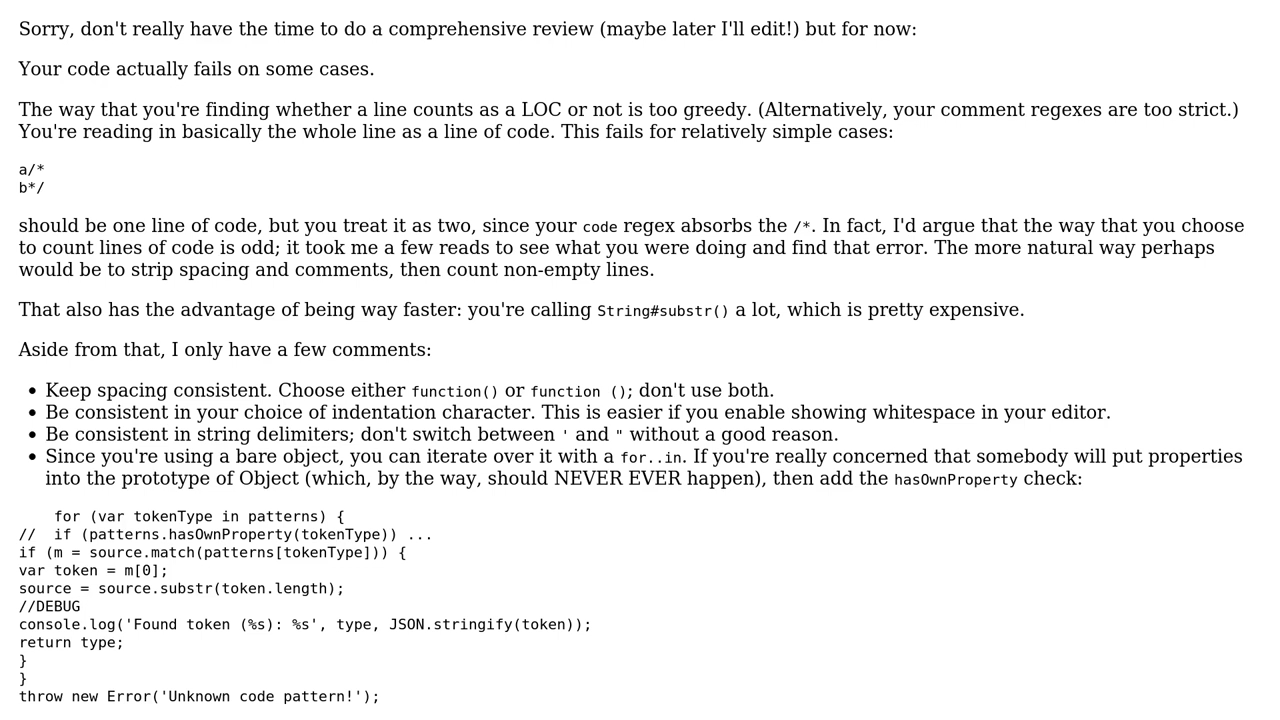 Sorry, don't really have the time to do a comprehensive review (maybe later I'll edit!) but for now:
Your code actually fails on some cases.
The way that you're finding whether a line counts as a LOC or not is too greedy. (Alternatively, your comment regexes are too strict.)
You're reading in basically the whole line as a line of code. This fails for relatively simple cases:
a/*
b*/
should be one line of code, but you treat it as two, since your code regex absorbs the /*. In fact, I'd argue that the way that you choose
to count lines of code is odd; it took me a few reads to see what you were doing and find that error. The more natural way perhaps
would be to strip spacing and comments, then count non-empty lines.
That also has the advantage of being way faster: you're calling String#substr() a lot, which is pretty expensive.
Aside from that, I only have a few comments:
• Keep spacing consistent. Choose either function() or function (); don't use both.
• Be consistent in your choice of indentation character. This is easier if you enable showing whitespace in your editor.
• Be consistent in string delimiters; don't switch between ' and " without a good reason.
• Since you're using a bare object, you can iterate over it with a for..in. If you're really concerned that somebody will put properties
into the prototype of Object (which, by the way, should NEVER EVER happen), then add the hasOwnProperty check:
    for (var tokenType in patterns) {
//  if (patterns.hasOwnProperty(tokenType)) ...
if (m = source.match(patterns[tokenType])) {
var token = m[0];
source = source.substr(token.length);
//DEBUG
console.log('Found token (%s): %s', type, JSON.stringify(token));
return type;
}
}
throw new Error('Unknown code pattern!');